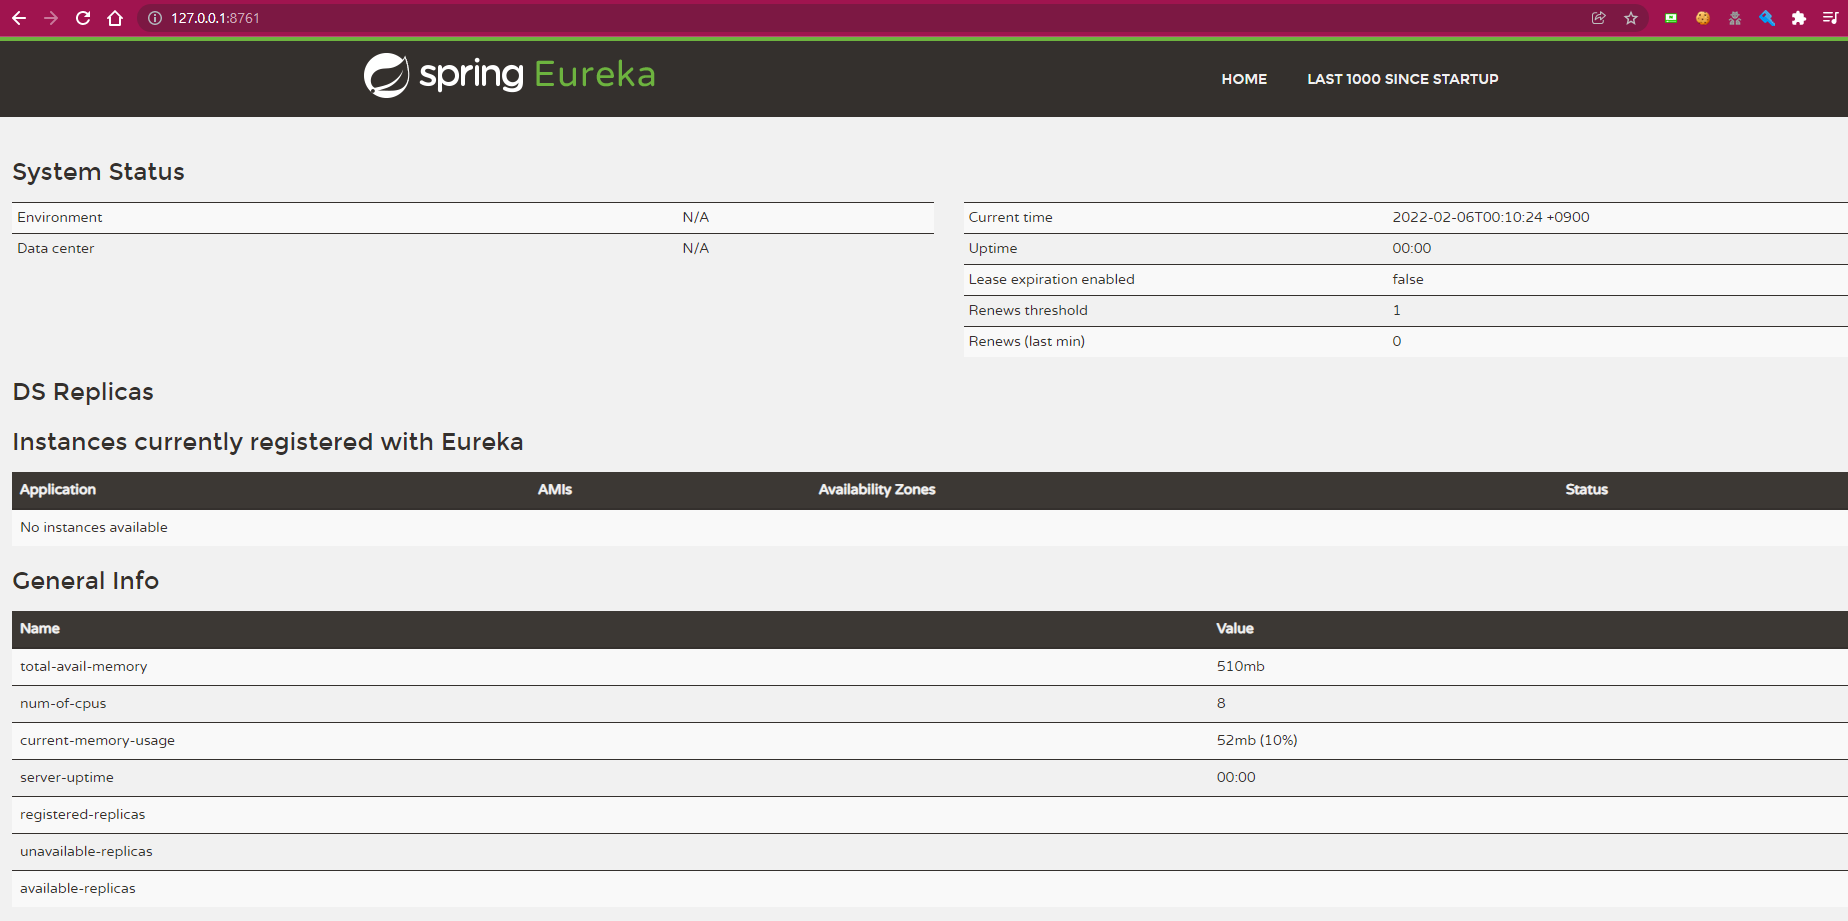 127.0.0.1:8761
spring Eureka
HOME LAST 1000 SINCE STARTUP
System Status
Environment N/A
Data center N/A
Current time 2022-02-06T00:10:24 +0900
Uptime 00:00
Lease expiration enabled false
Renews threshold 1
Renews (last min) 0
DS Replicas
Instances currently registered with Eureka
Application AMIs Availability Zones Status
No instances available
General Info
Name Value
total-avail-memory 510mb
num-of-cpus 8
current-memory-usage 52mb (10%)
server-uptime 00:00
registered-replicas
unavailable-replicas
available-replicas